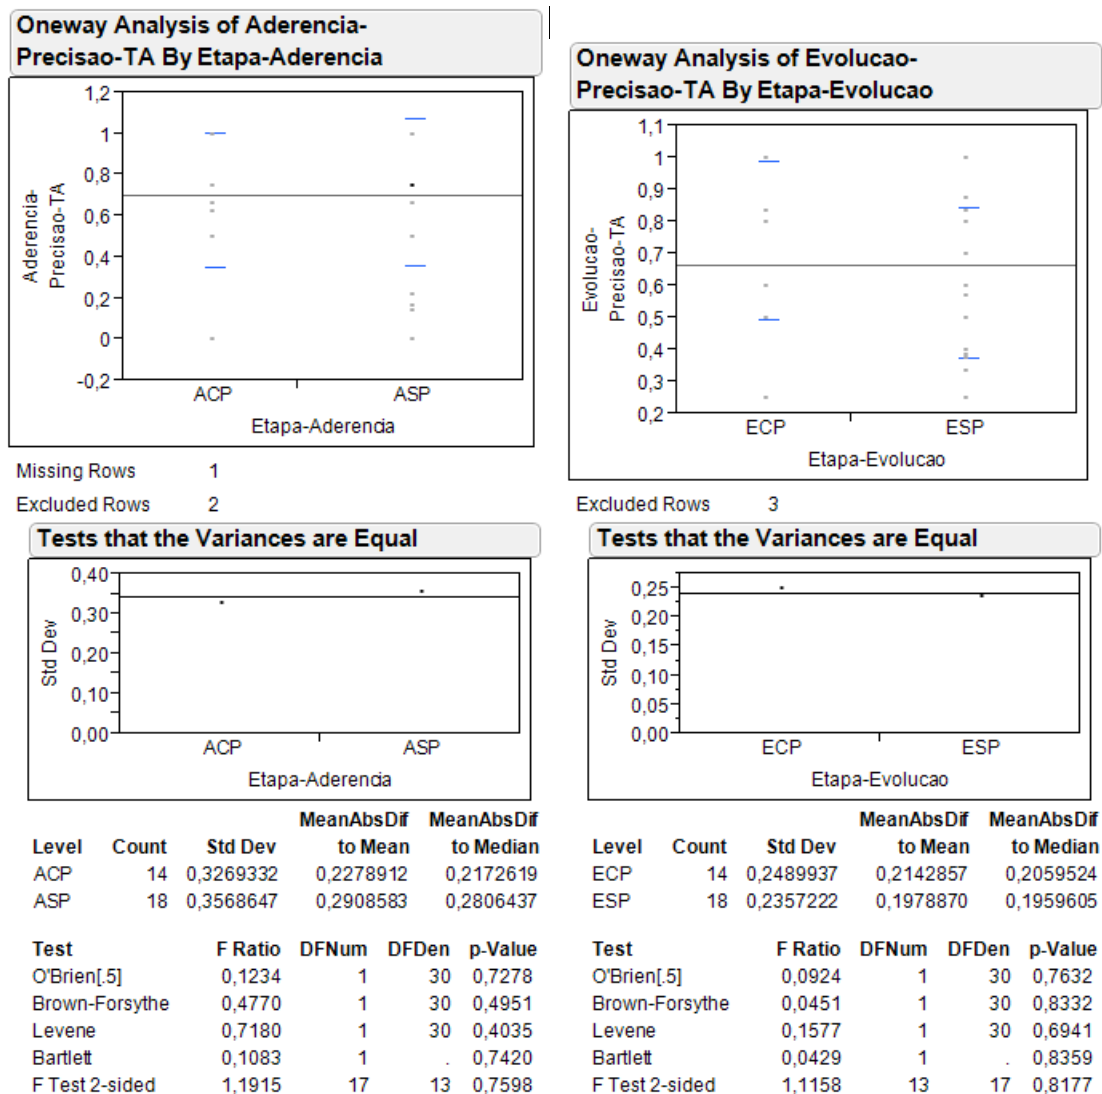 Oneway Analysis of Aderencia-
Precisao-TA By Etapa-Aderencia
1,2
1
0,8
0,6
0,4
0,2
0
-0,2
Aderencia-
Precisao-TA
ACP ASP
Etapa-Aderencia
Missing Rows 1
Excluded Rows 2
Tests that the Variances are Equal
0,40
0,30
0,20
0,10
0,00
Std Dev
ACP ASP
Etapa-Aderencia
MeanAbsDif MeanAbsDif
Level Count Std Dev to Mean to Median
ACP 14 0,3269332 0,2278912 0,2172619
ASP 18 0,3568647 0,2908583 0,2806437
Test F Ratio DFNum DFDen p-Value
O'Brien[.5] 0,1234 1 30 0,7278
Brown-Forsythe 0,4770 1 30 0,4951
Levene 0,7180 1 30 0,4035
Bartlett 0,1083 1 . 0,7420
F Test 2-sided 1,1915 17 13 0,7598
Oneway Analysis of Evolucao-
Precisao-TA By Etapa-Evolucao
1,1
1
0,9
0,8
0,7
0,6
0,5
0,4
0,3
0,2
Evolucao-
Precisao-TA
ECP ESP
Etapa-Evolucao
Excluded Rows 3
Tests that the Variances are Equal
0,25
0,20
0,15
0,10
0,05
0,00
Std Dev
ECP ESP
Etapa-Evolucao
MeanAbsDif MeanAbsDif
Level Count Std Dev to Mean to Median
ECP 14 0,2489937 0,2142857 0,2059524
ESP 18 0,2357222 0,1978870 0,1959605
Test F Ratio DFNum DFDen p-Value
O'Brien[.5] 0,0924 1 30 0,7632
Brown-Forsythe 0,0451 1 30 0,8332
Levene 0,1577 1 30 0,6941
Bartlett 0,0429 1 . 0,8359
F Test 2-sided 1,1158 13 17 0,8177